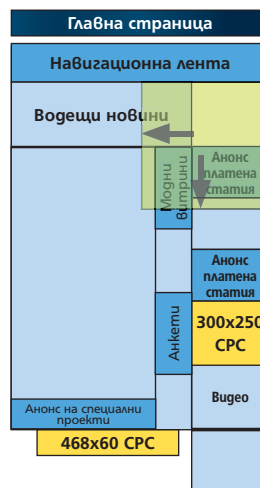 Главна страница
Навигационна лента
Водещи новини
Модни
витрини
Анонс
платена
статия
Анонс
платена
статия
300x250
CPC
Анкети
Видео
Анонс на специални
проекти
468x60 CPC